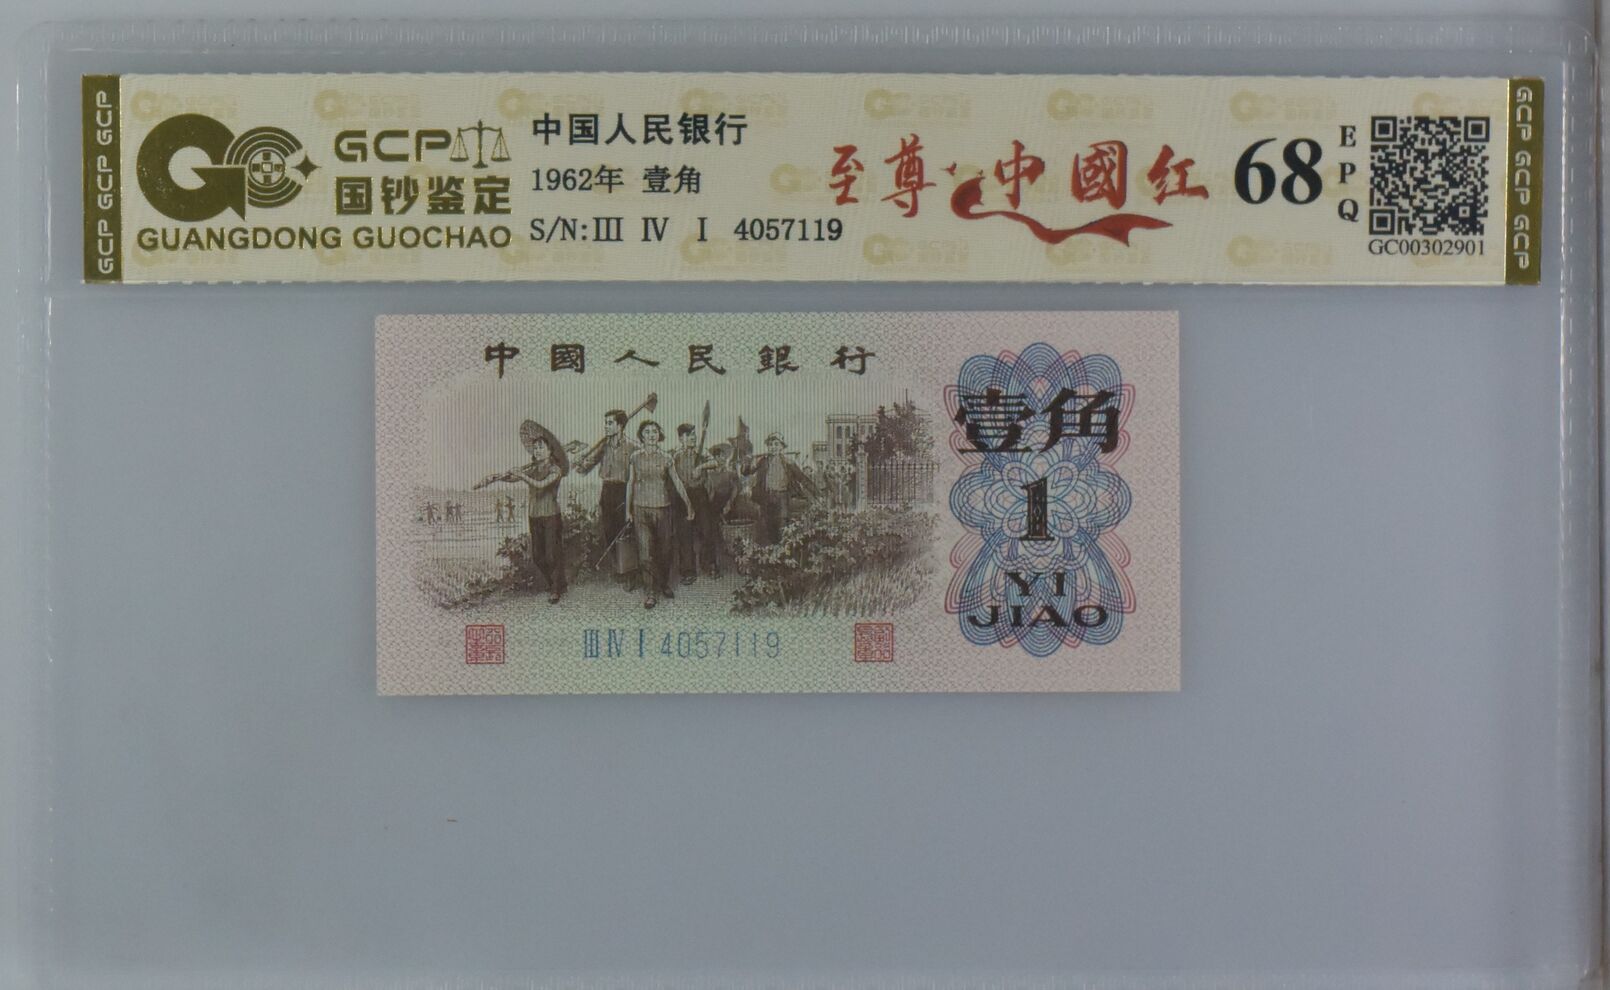 GCP
国钞鉴定
GUANGDONG GUOCHAO
中国人民银行
1962年 壹角
S/N:III IV I 4057119
至尊·中國红
68
EPQ
GC00302901
GCP GCP GCP
GCP GCP GCP
中國人民銀行
壹角
1
YI
JIAO
III IV I 4057119